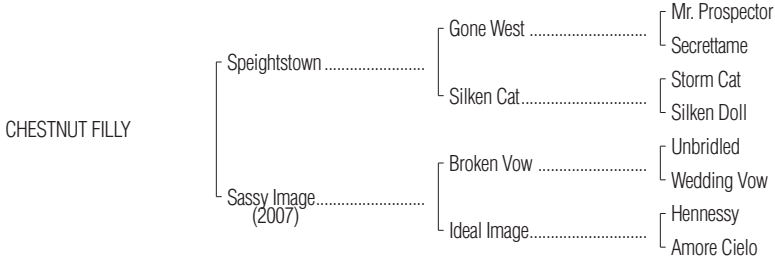 Mr. Prospector
Gone West ..............................
Secrettame
Speightstown .........................
Storm Cat
Silken Cat................................
Silken Doll
CHESTNUT FILLY
Unbridled
Broken Vow ............................
Wedding Vow
Sassy Image...........................
(2007)
Hennessy
Ideal Image..............................
Amore Cielo